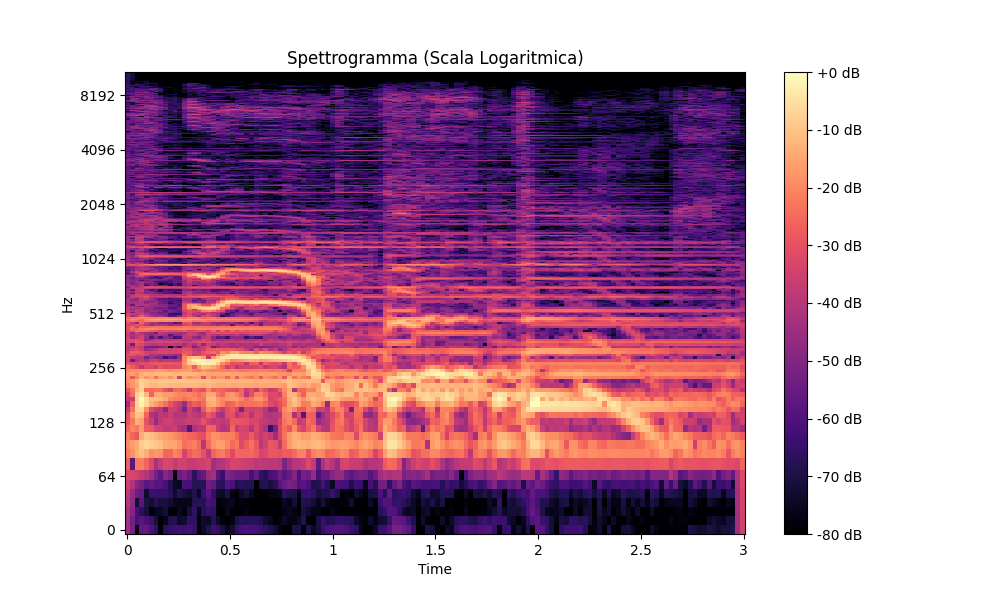 Spettrogramma (Scala Logaritmica)
Hz
8192
4096
2048
1024
512
256
128
64
0
0 0.5 1 1.5 2 2.5 3
Time
+0 dB
-10 dB
-20 dB
-30 dB
-40 dB
-50 dB
-60 dB
-70 dB
-80 dB